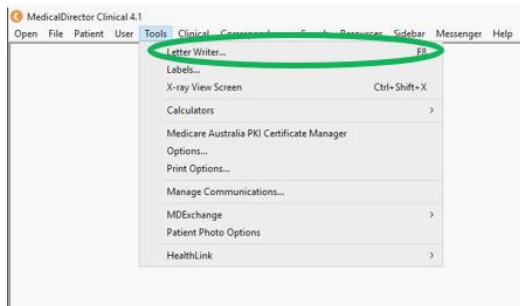 MedicalDirector Clinical 4.1
Open File Patient User Tools Clinical Correspondence Search Resources Sidebar Messenger Help
Letter Writer... F8
Labels...
X-ray View Screen Ctrl+Shift+X
Calculators >
Medicare Australia PKI Certificate Manager
Options...
Print Options...
Manage Communications...
MDExchange >
Patient Photo Options
HealthLink >